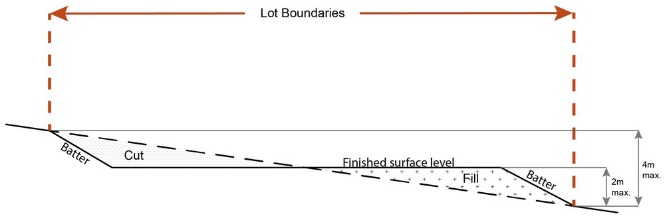 Lot Boundaries
Batter
Cut
Finished surface level
Fill
Batter
2m
max.
4m
max.